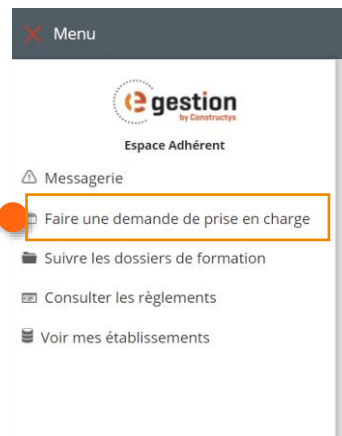 Menu
e gestion
by Constructys
Espace Adhérent
Messagerie
Faire une demande de prise en charge
Suivre les dossiers de formation
Consulter les règlements
Voir mes établissements